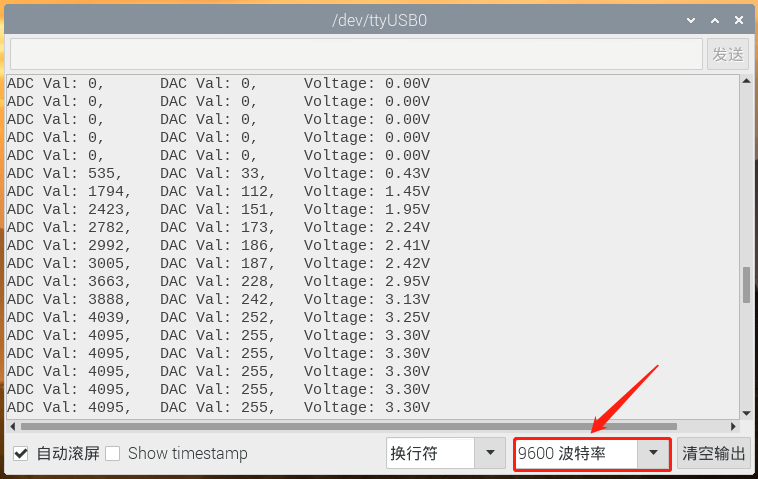 /dev/ttyUSB0
发送
ADC Val: 0, DAC Val: 0, Voltage: 0.00V
ADC Val: 0, DAC Val: 0, Voltage: 0.00V
ADC Val: 0, DAC Val: 0, Voltage: 0.00V
ADC Val: 0, DAC Val: 0, Voltage: 0.00V
ADC Val: 0, DAC Val: 0, Voltage: 0.00V
ADC Val: 535, DAC Val: 33, Voltage: 0.43V
ADC Val: 1794, DAC Val: 112, Voltage: 1.45V
ADC Val: 2423, DAC Val: 151, Voltage: 1.95V
ADC Val: 2782, DAC Val: 173, Voltage: 2.24V
ADC Val: 2992, DAC Val: 186, Voltage: 2.41V
ADC Val: 3005, DAC Val: 187, Voltage: 2.42V
ADC Val: 3663, DAC Val: 228, Voltage: 2.95V
ADC Val: 3888, DAC Val: 242, Voltage: 3.13V
ADC Val: 4039, DAC Val: 252, Voltage: 3.25V
ADC Val: 4095, DAC Val: 255, Voltage: 3.30V
ADC Val: 4095, DAC Val: 255, Voltage: 3.30V
ADC Val: 4095, DAC Val: 255, Voltage: 3.30V
ADC Val: 4095, DAC Val: 255, Voltage: 3.30V
ADC Val: 4095, DAC Val: 255, Voltage: 3.30V
自动滚屏 Show timestamp 换行符 9600 波特率 清空输出